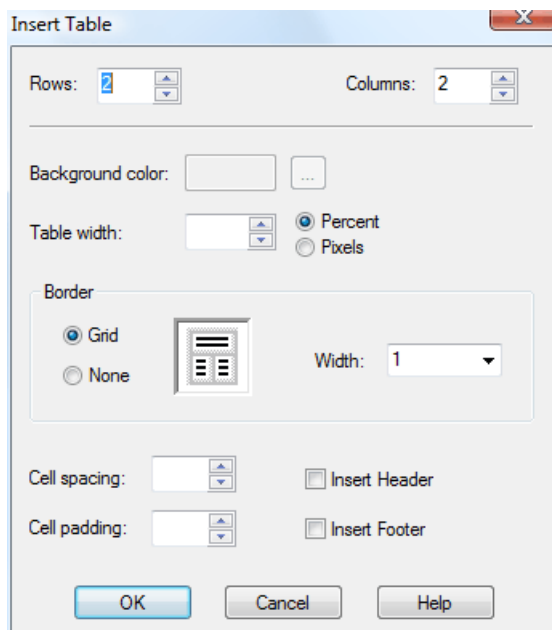 Insert Table
Rows: 2 Columns: 2
Background color: ...
Table width: Percent
Pixels
Border
Grid
None
Width: 1
Cell spacing: Insert Header
Cell padding: Insert Footer
OK Cancel Help